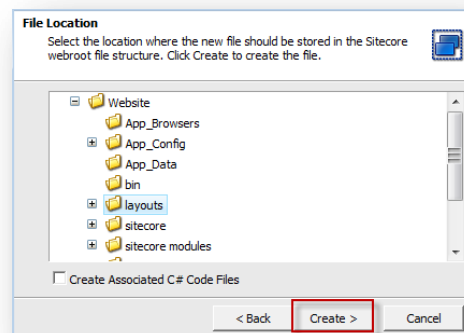 File Location
Select the location where the new file should be stored in the Sitecore
webroot file structure. Click Create to create the file.
Website
App_Browsers
App_Config
App_Data
bin
layouts
sitecore
sitecore modules
Create Associated C# Code Files
< Back
Create >
Cancel